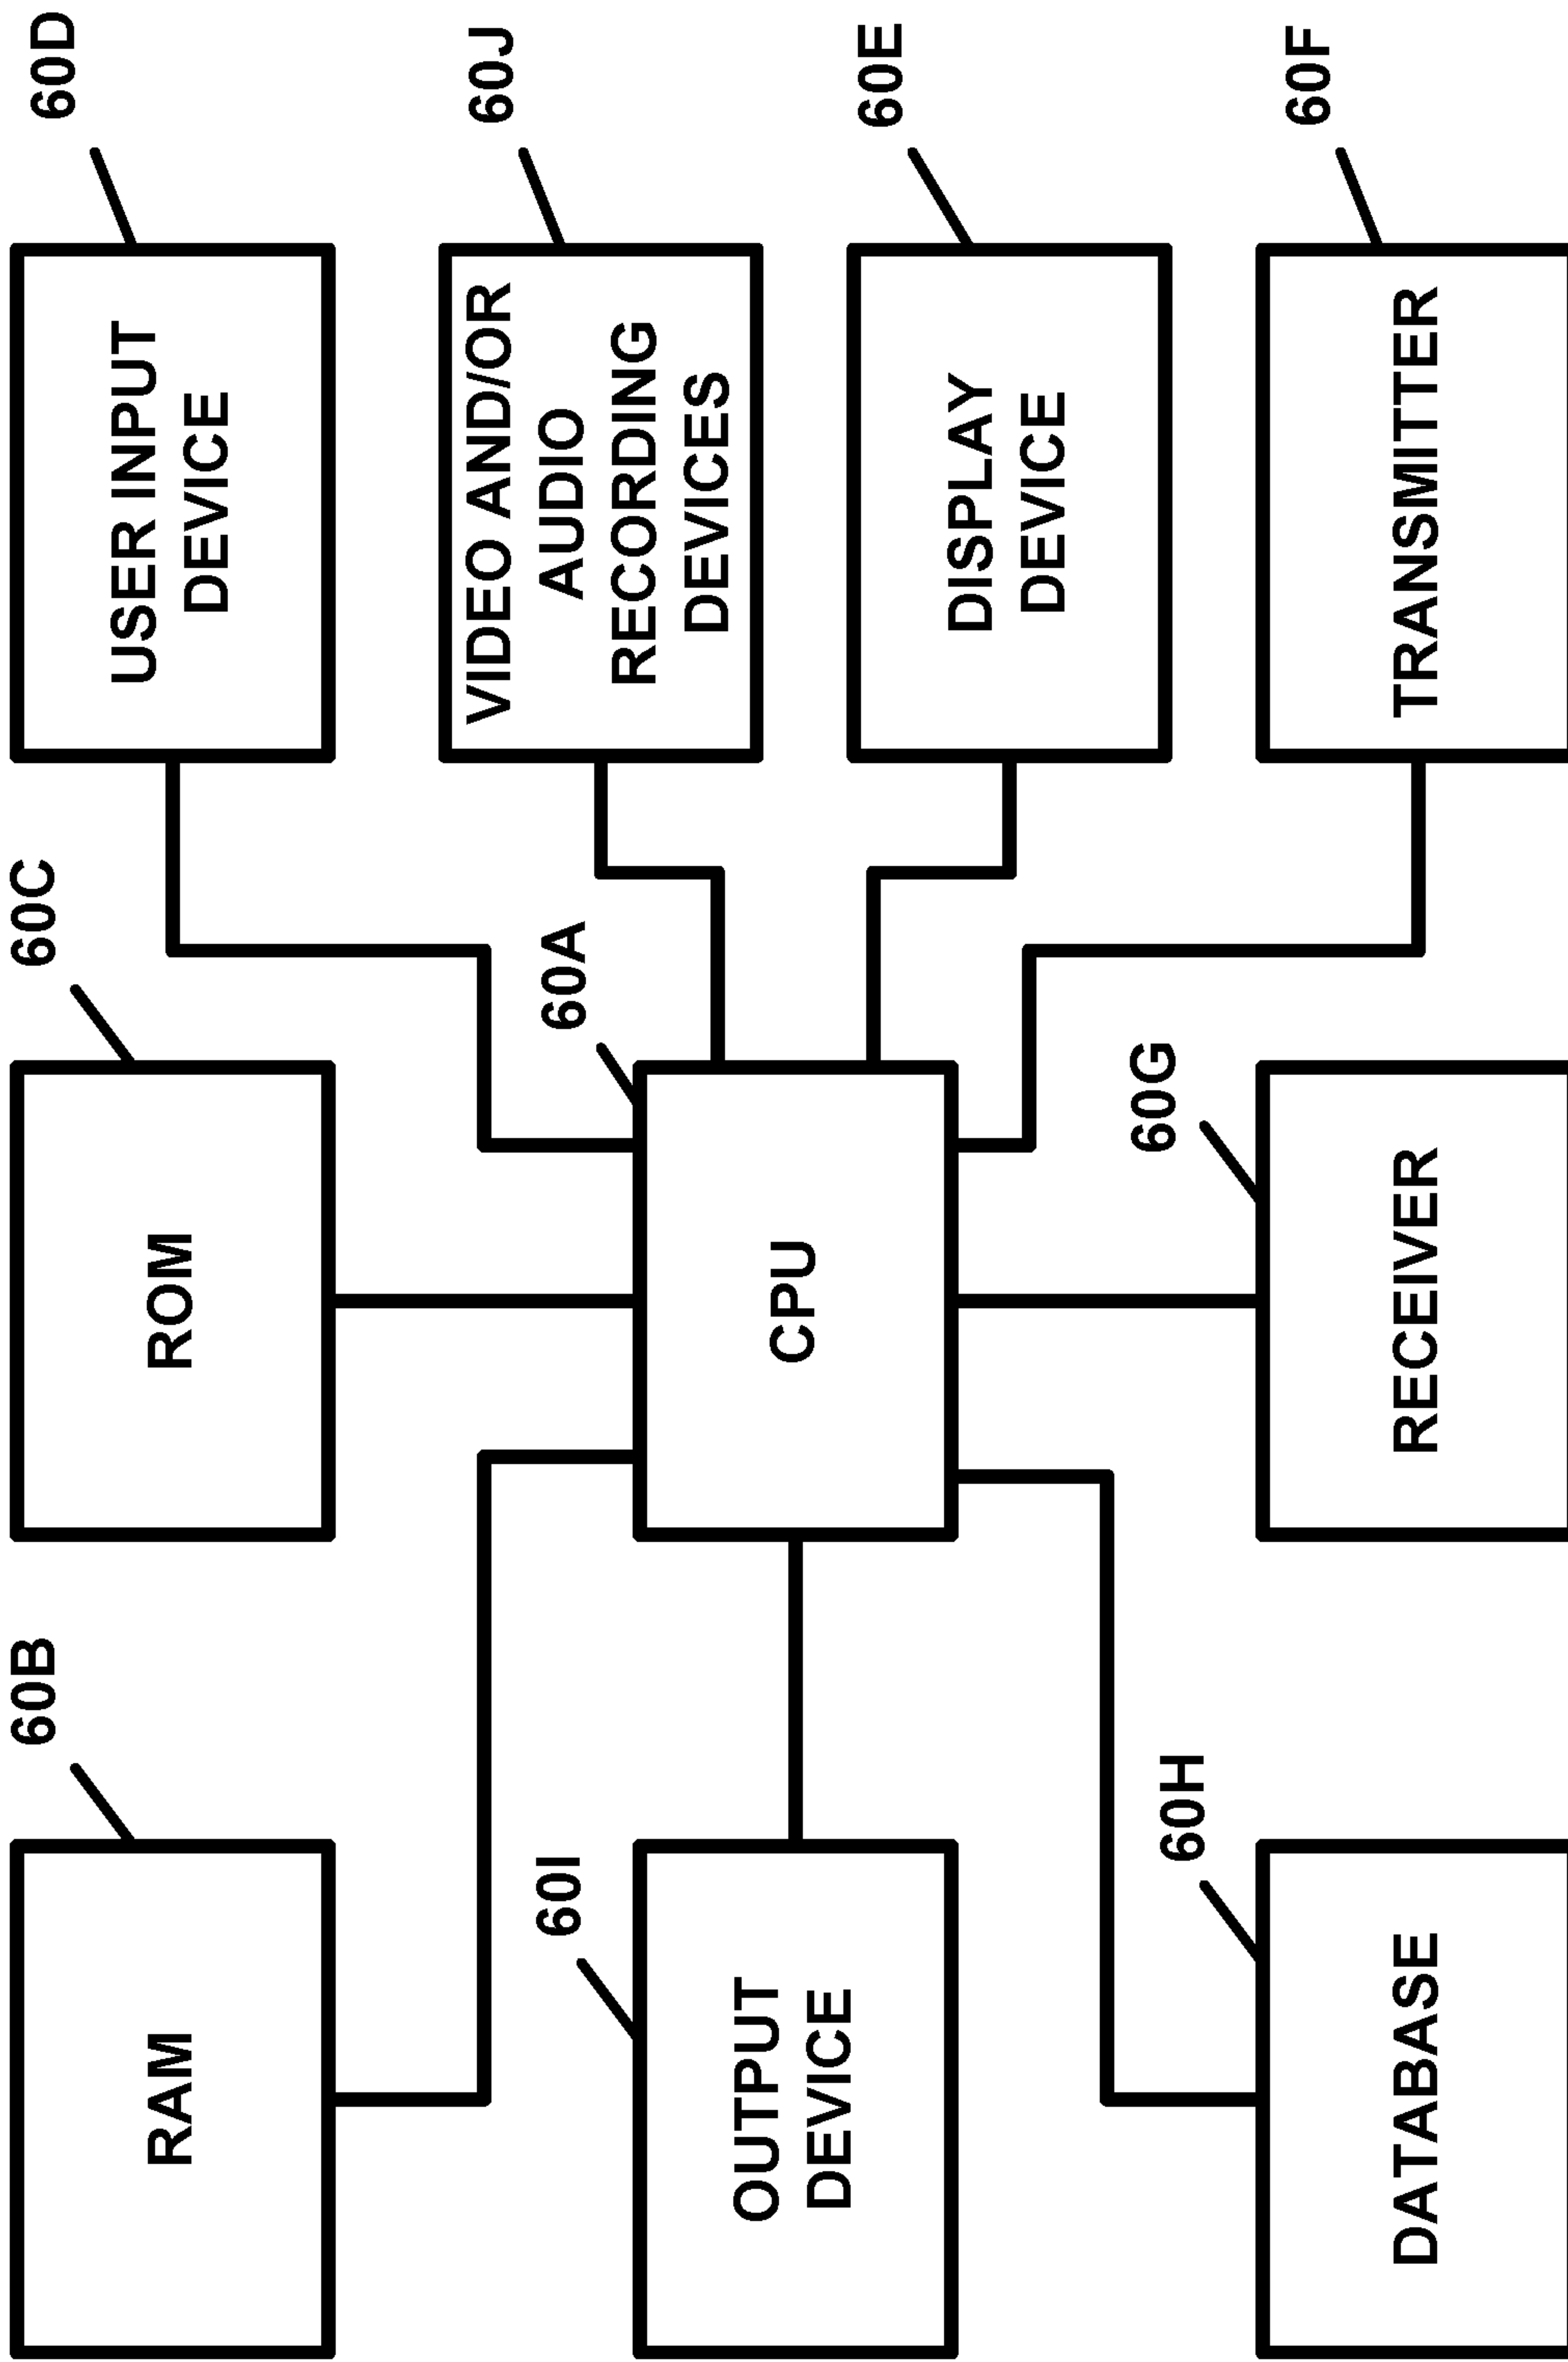 60B
RAM
60C
ROM
60D
USER INPUT
DEVICE
60I
OUTPUT
DEVICE
60A
CPU
60J
VIDEO AND/OR
AUDIO
RECORDING
DEVICES
60E
DISPLAY
DEVICE
60H
DATABASE
60G
RECEIVER
60F
TRANSMITTER